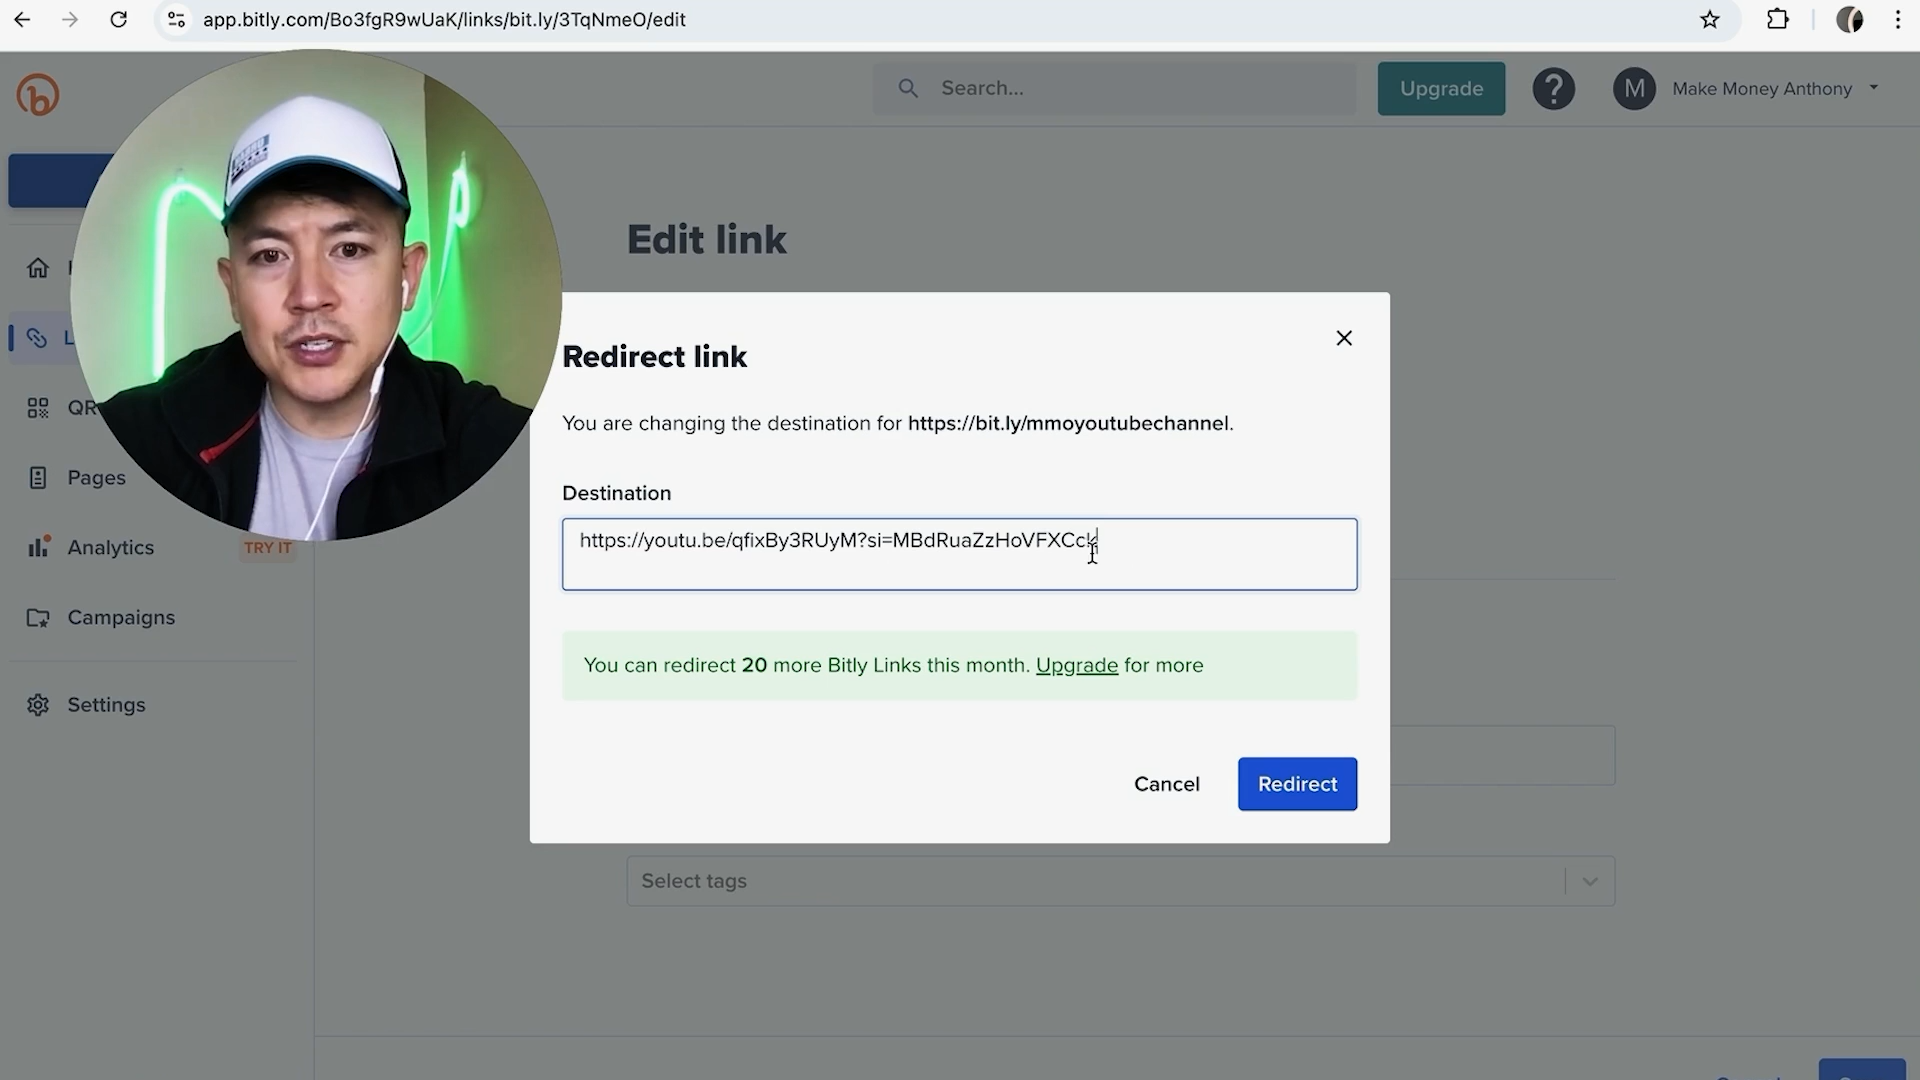 app.bitly.com/Bo3fgR9wUaK/links/bit.ly/3TqNmeO/edit
Search...
Upgrade
?
M
Make Money Anthony
Edit link
Redirect link
You are changing the destination for https://bit.ly/mmoyoutubechannel.
QR
Destination
Pages
https://youtu.be/qfixBy3RUyM?si=MBdRuaZzHoVFXCck
Analytics
TRY IT
Campaigns
You can redirect 20 more Bitly Links this month. Upgrade for more
Settings
Cancel
Redirect
Select tags